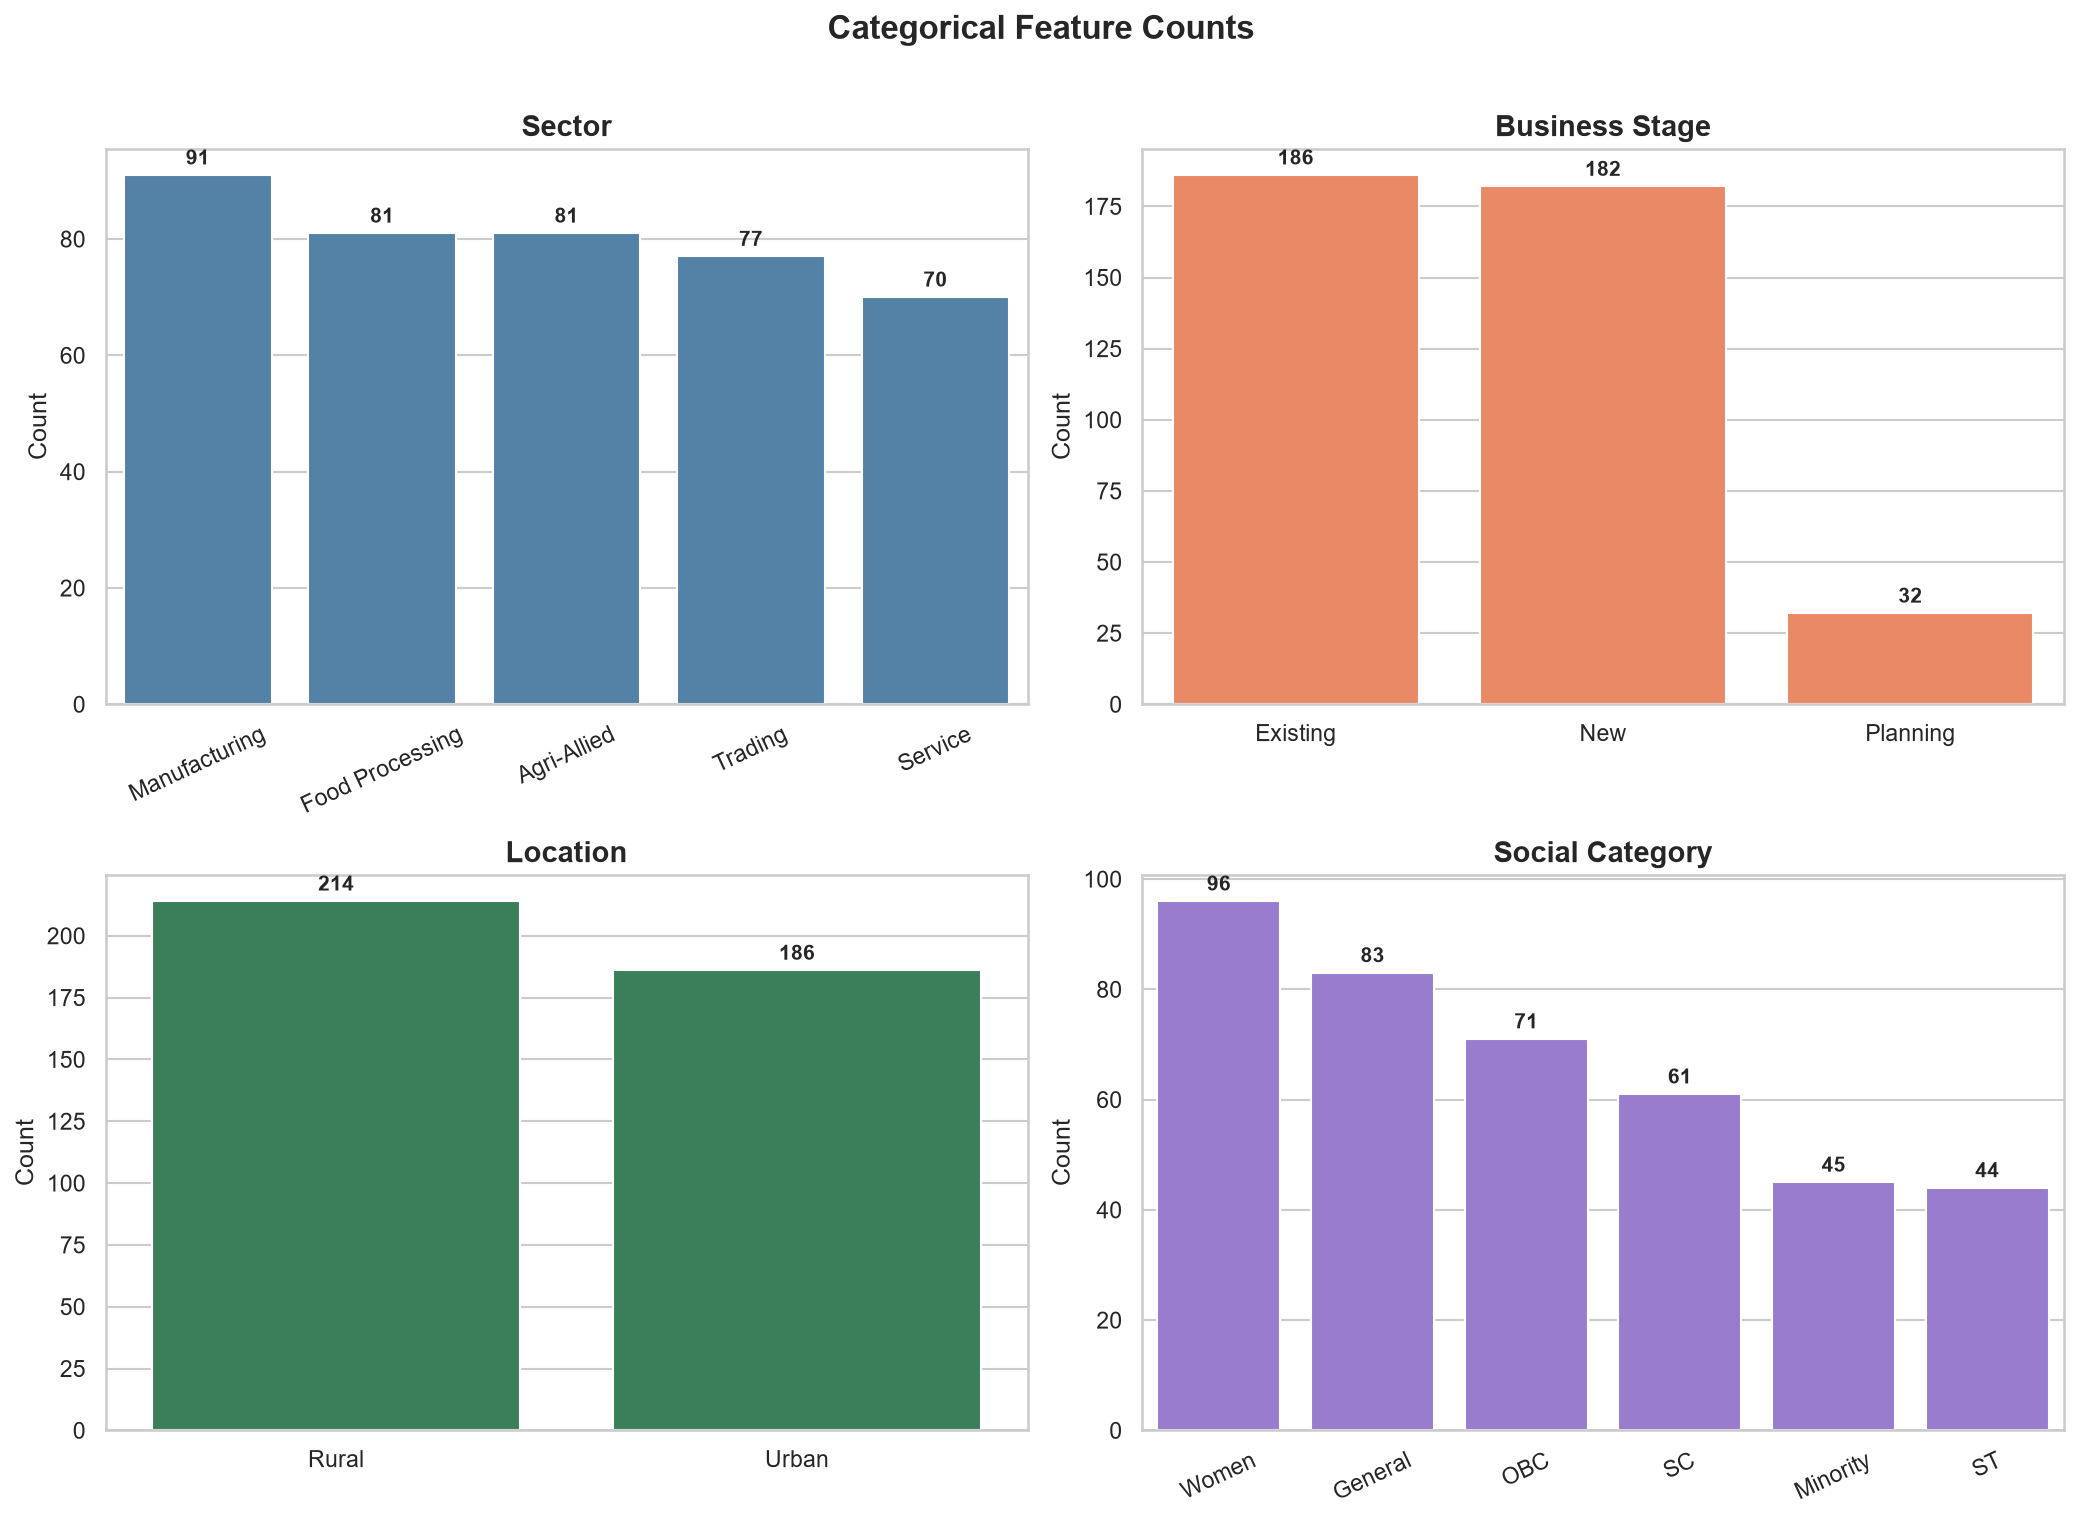 Categorical Feature Counts
Sector
91
81
81
77
70
80
60
40
20
0
Count
Manufacturing
Food Processing
Agri-Allied
Trading
Service
Business Stage
186
182
32
175
150
125
100
75
50
25
0
Count
Existing
New
Planning
Location
214
186
200
175
150
125
100
75
50
25
0
Count
Rural
Urban
Social Category
96
83
71
61
45
44
100
80
60
40
20
0
Count
Women
General
OBC
SC
Minority
ST